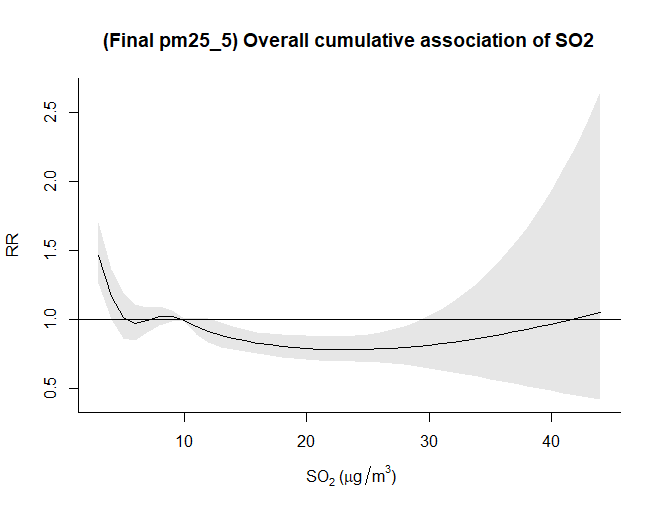 (Final pm25_5) Overall cumulative association of SO2
2.5
2.0
1.5
1.0
0.5
RR
10 20 30 40
SO₂ (μg/m³)